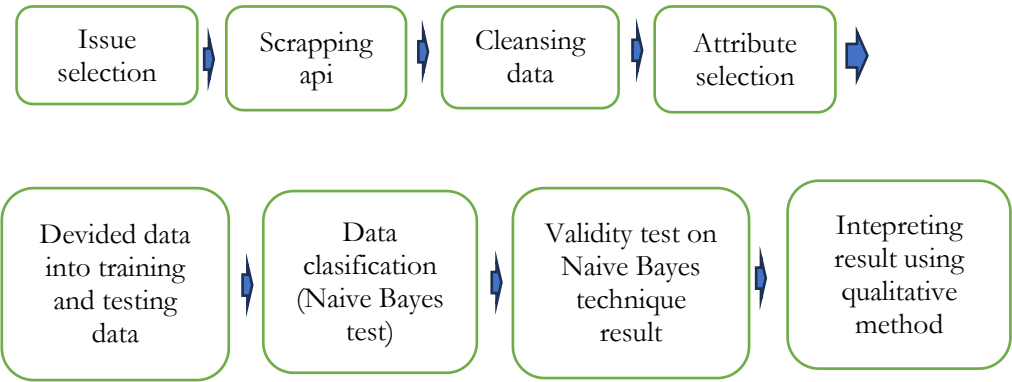 Issue
selection
Scrapping
api
Cleansing
data
Attribute
selection
Devided data
into training
and testing
data
Data
clasification
(Naive Bayes
test)
Validity test on
Naive Bayes
technique
result
Intepreting
result using
qualitative
method